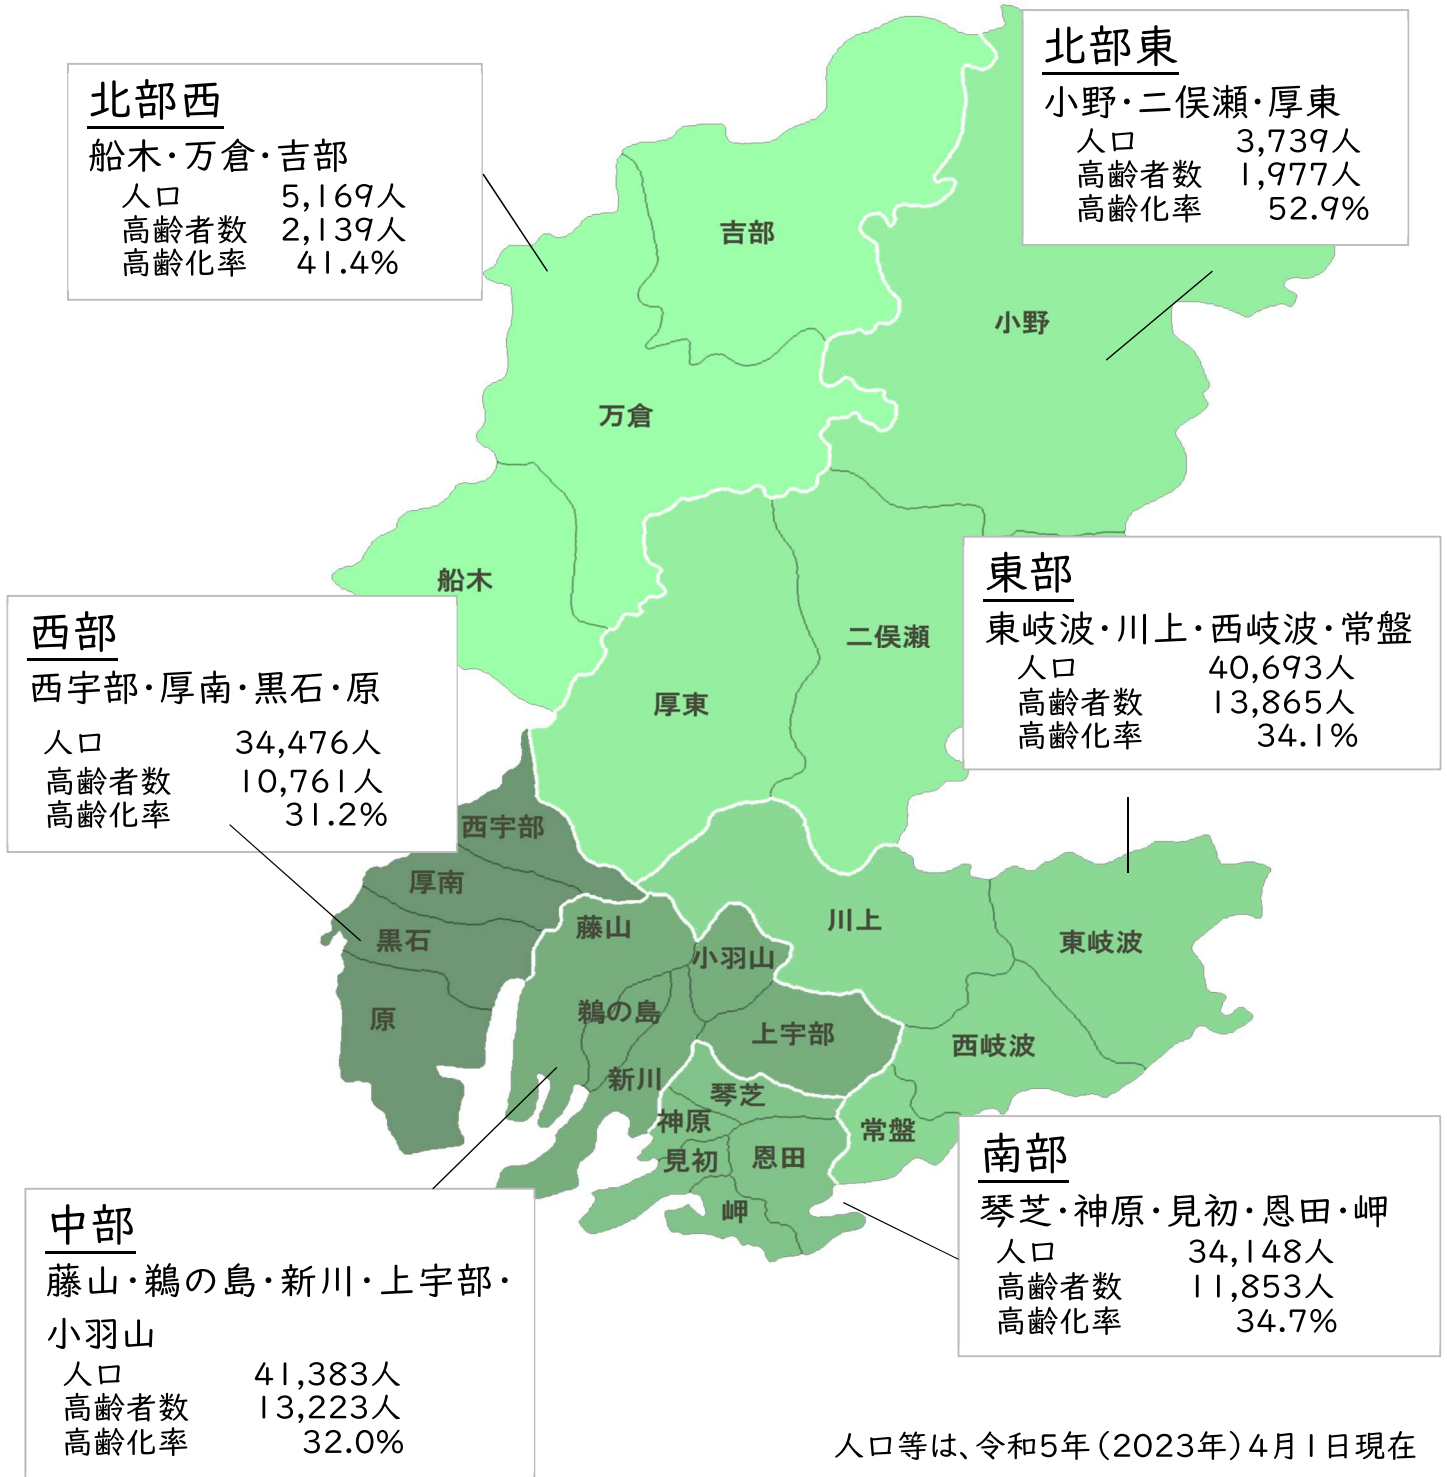 北部西
船木・万倉・吉部
人口 5,169人
高齢者数 2,139人
高齢化率 41.4%
北部東
小野・二俣瀬・厚東
人口 3,739人
高齢者数 1,977人
高齢化率 52.9%
吉部
小野
万倉
船木
二俣瀬
厚東
東部
東岐波・川上・西岐波・常盤
人口 40,693人
高齢者数 13,865人
高齢化率 34.1%
西部
西宇部・厚南・黒石・原
人口 34,476人
高齢者数 10,761人
高齢化率 31.2%
西宇部
厚南
黒石
原
藤山
小羽山
川上
東岐波
鵜の島
上宇部
西岐波
新川
琴芝
神原
常盤
見初
恩田
岬
南部
琴芝・神原・見初・恩田・岬
人口 34,148人
高齢者数 11,853人
高齢化率 34.7%
中部
藤山・鵜の島・新川・上宇部・
小羽山
人口 41,383人
高齢者数 13,223人
高齢化率 32.0%
人口等は、令和5年(2023年)4月1日現在